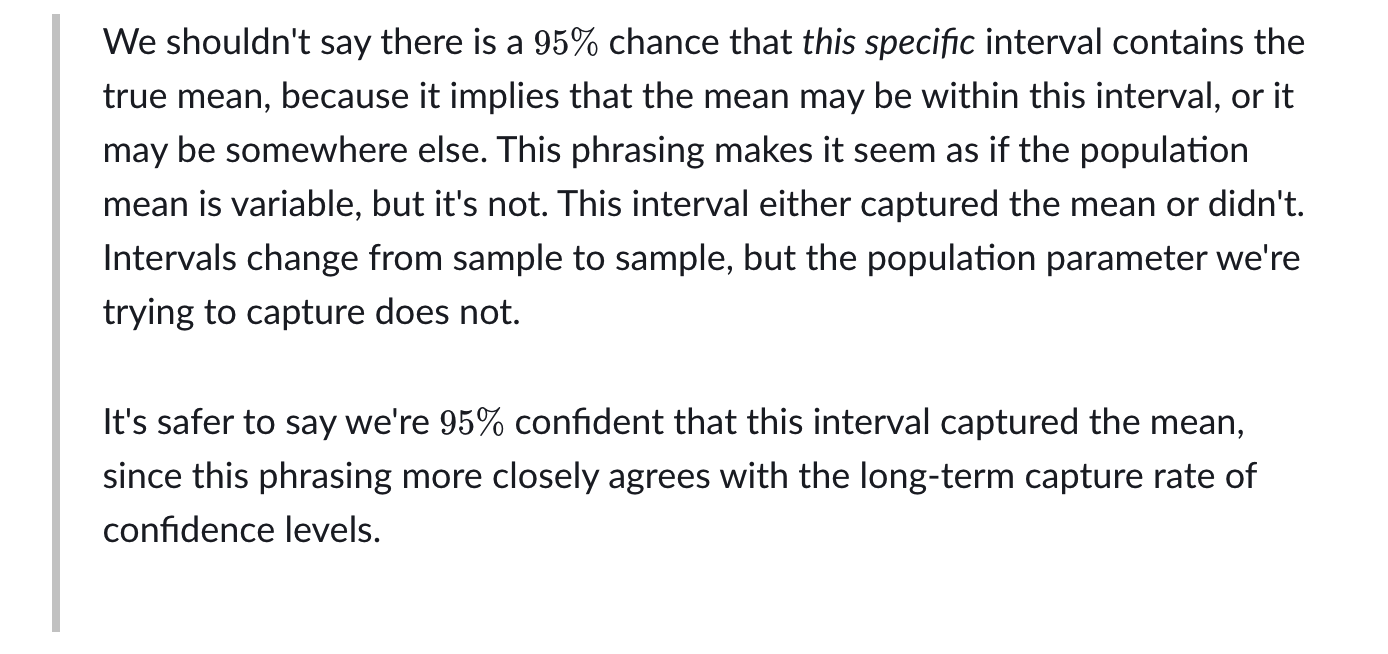 We shouldn't say there is a 95% chance that this specific interval contains the
true mean, because it implies that the mean may be within this interval, or it
may be somewhere else. This phrasing makes it seem as if the population
mean is variable, but it's not. This interval either captured the mean or didn't.
Intervals change from sample to sample, but the population parameter we're
trying to capture does not.
It's safer to say we're 95% confident that this interval captured the mean,
since this phrasing more closely agrees with the long-term capture rate of
confidence levels.